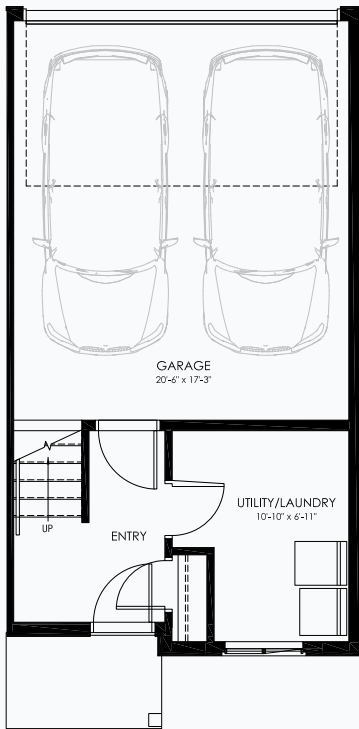 GARAGE
20'-6" x 17'-3"
UTILITY/LAUNDRY
10'-10" x 6'-11"
UP
ENTRY